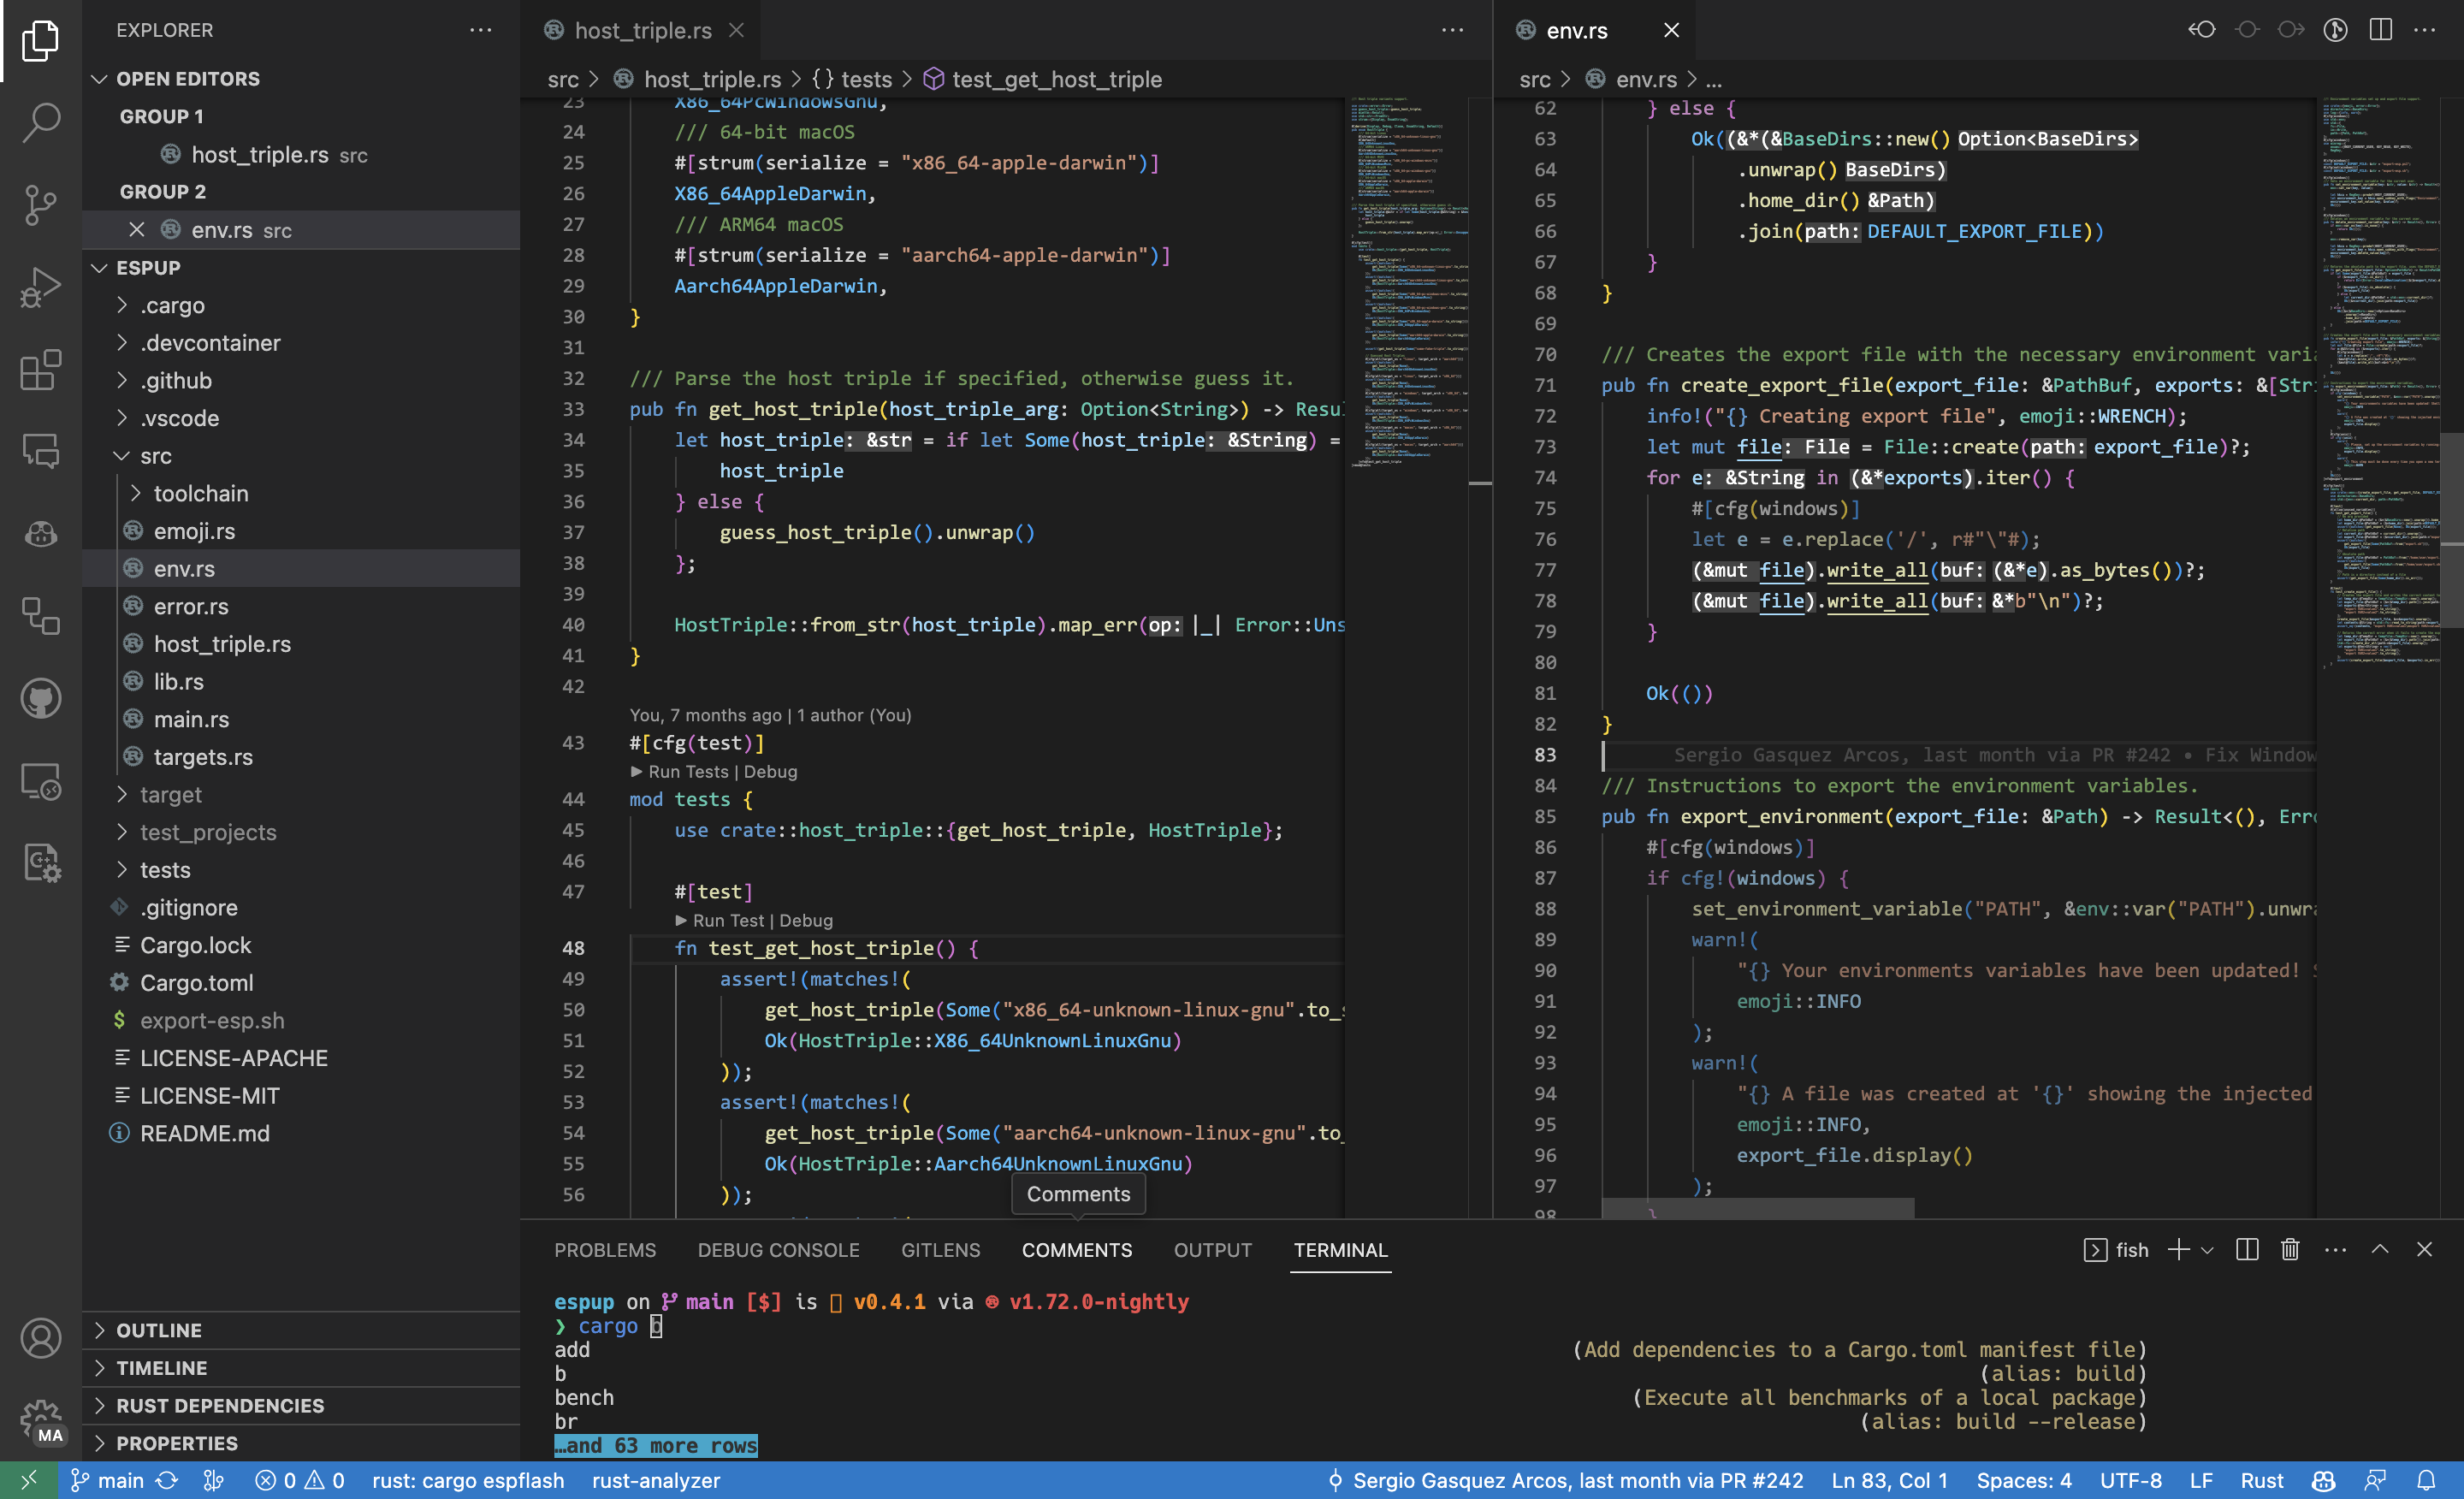 EXPLORER
OPEN EDITORS
GROUP 1
host_triple.rs src
GROUP 2
env.rs src
ESPUP
.cargo
.devcontainer
.github
.vscode
src
toolchain
emoji.rs
env.rs
error.rs
host_triple.rs
lib.rs
main.rs
targets.rs
target
test_projects
tests
.gitignore
Cargo.lock
Cargo.toml
export-esp.sh
LICENSE-APACHE
LICENSE-MIT
README.md
OUTLINE
TIMELINE
RUST DEPENDENCIES
PROPERTIES
MA
host_triple.rs
src > host_triple.rs > {} tests > test_get_host_triple
23 X86_64PcWindowsGnu,
24 /// 64-bit macOS
25 #[strum(serialize = "x86_64-apple-darwin")]
26 X86_64AppleDarwin,
27 /// ARM64 macOS
28 #[strum(serialize = "aarch64-apple-darwin")]
29 Aarch64AppleDarwin,
30 }
31
32 /// Parse the host triple if specified, otherwise guess it.
33 pub fn get_host_triple(host_triple_arg: Option<String>) -> Resul
34 let host_triple: &str = if let Some(host_triple: &String) =
35 host_triple
36 } else {
37 guess_host_triple().unwrap()
38 };
39
40 HostTriple::from_str(host_triple).map_err(op: |_| Error::Uns
41 }
42
You, 7 months ago | 1 author (You)
43 #[cfg(test)]
Run Tests | Debug
44 mod tests {
45 use crate::host_triple::{get_host_triple, HostTriple};
46
47 #[test]
Run Test | Debug
48 fn test_get_host_triple() {
49 assert!(matches!(
50 get_host_triple(Some("x86_64-unknown-linux-gnu".to_s
51 Ok(HostTriple::X86_64UnknownLinuxGnu)
52 ));
53 assert!(matches!(
54 get_host_triple(Some("aarch64-unknown-linux-gnu".to_
55 Ok(HostTriple::Aarch64UnknownLinuxGnu)
56 ));
Comments
env.rs
src > env.rs > ...
62 } else {
63 Ok((&*(&BaseDirs::new() Option<BaseDirs>
64 .unwrap() BaseDirs)
65 .home_dir() &Path)
66 .join(path: DEFAULT_EXPORT_FILE))
67 }
68 }
69
70 /// Creates the export file with the necessary environment varia
71 pub fn create_export_file(export_file: &PathBuf, exports: &[Stri
72 info!("{} Creating export file", emoji::WRENCH);
73 let mut file: File = File::create(path: export_file)?;
74 for e: &String in (&*exports).iter() {
75 #[cfg(windows)]
76 let e = e.replace('/', r#"\"#);
77 (&mut file).write_all(buf: (&*e).as_bytes())?;
78 (&mut file).write_all(buf: &*b"\n")?;
79 }
80
81 Ok(())
82 }
83 Sergio Gasquez Arcos, last month via PR #242 • Fix Window
84 /// Instructions to export the environment variables.
85 pub fn export_environment(export_file: &Path) -> Result<(), Erro
86 #[cfg(windows)]
87 if cfg!(windows) {
88 set_environment_variable("PATH", &env::var("PATH").unwra
89 warn!(
90 "{} Your environments variables have been updated! S
91 emoji::INFO
92 );
93 warn!(
94 "{} A file was created at '{}' showing the injected
95 emoji::INFO,
96 export_file.display()
97 );
98 }
PROBLEMS DEBUG CONSOLE GITLENS COMMENTS OUTPUT TERMINAL
fish
espup on main [$] is v0.4.1 via v1.72.0-nightly
❯ cargo b
add (Add dependencies to a Cargo.toml manifest file)
b (alias: build)
bench (Execute all benchmarks of a local package)
br (alias: build --release)
…and 63 more rows
main 0 0 rust: cargo espflash rust-analyzer Sergio Gasquez Arcos, last month via PR #242 Ln 83, Col 1 Spaces: 4 UTF-8 LF Rust